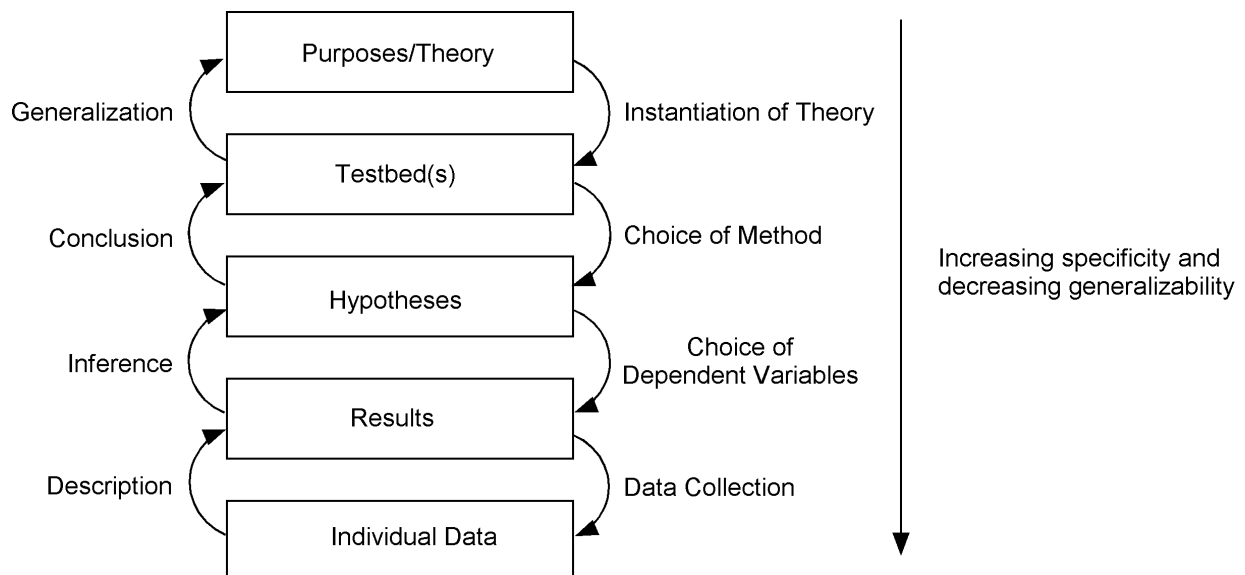 Purposes/Theory
Generalization
Instantiation of Theory
Testbed(s)
Conclusion
Choice of Method
Increasing specificity and
decreasing generalizability
Hypotheses
Inference
Choice of
Dependent Variables
Results
Description
Data Collection
Individual Data